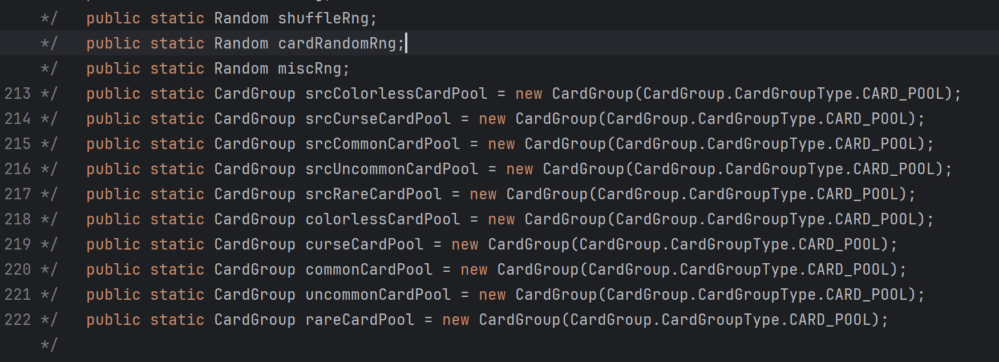 */   public static Random shuffleRng;
*/   public static Random cardRandomRng;
*/   public static Random miscRng;
213 */   public static CardGroup srcColorlessCardPool = new CardGroup(CardGroup.CardGroupType.CARD_POOL);
214 */   public static CardGroup srcCurseCardPool = new CardGroup(CardGroup.CardGroupType.CARD_POOL);
215 */   public static CardGroup srcCommonCardPool = new CardGroup(CardGroup.CardGroupType.CARD_POOL);
216 */   public static CardGroup srcUncommonCardPool = new CardGroup(CardGroup.CardGroupType.CARD_POOL);
217 */   public static CardGroup srcRareCardPool = new CardGroup(CardGroup.CardGroupType.CARD_POOL);
218 */   public static CardGroup colorlessCardPool = new CardGroup(CardGroup.CardGroupType.CARD_POOL);
219 */   public static CardGroup curseCardPool = new CardGroup(CardGroup.CardGroupType.CARD_POOL);
220 */   public static CardGroup commonCardPool = new CardGroup(CardGroup.CardGroupType.CARD_POOL);
221 */   public static CardGroup uncommonCardPool = new CardGroup(CardGroup.CardGroupType.CARD_POOL);
222 */   public static CardGroup rareCardPool = new CardGroup(CardGroup.CardGroupType.CARD_POOL);
*/